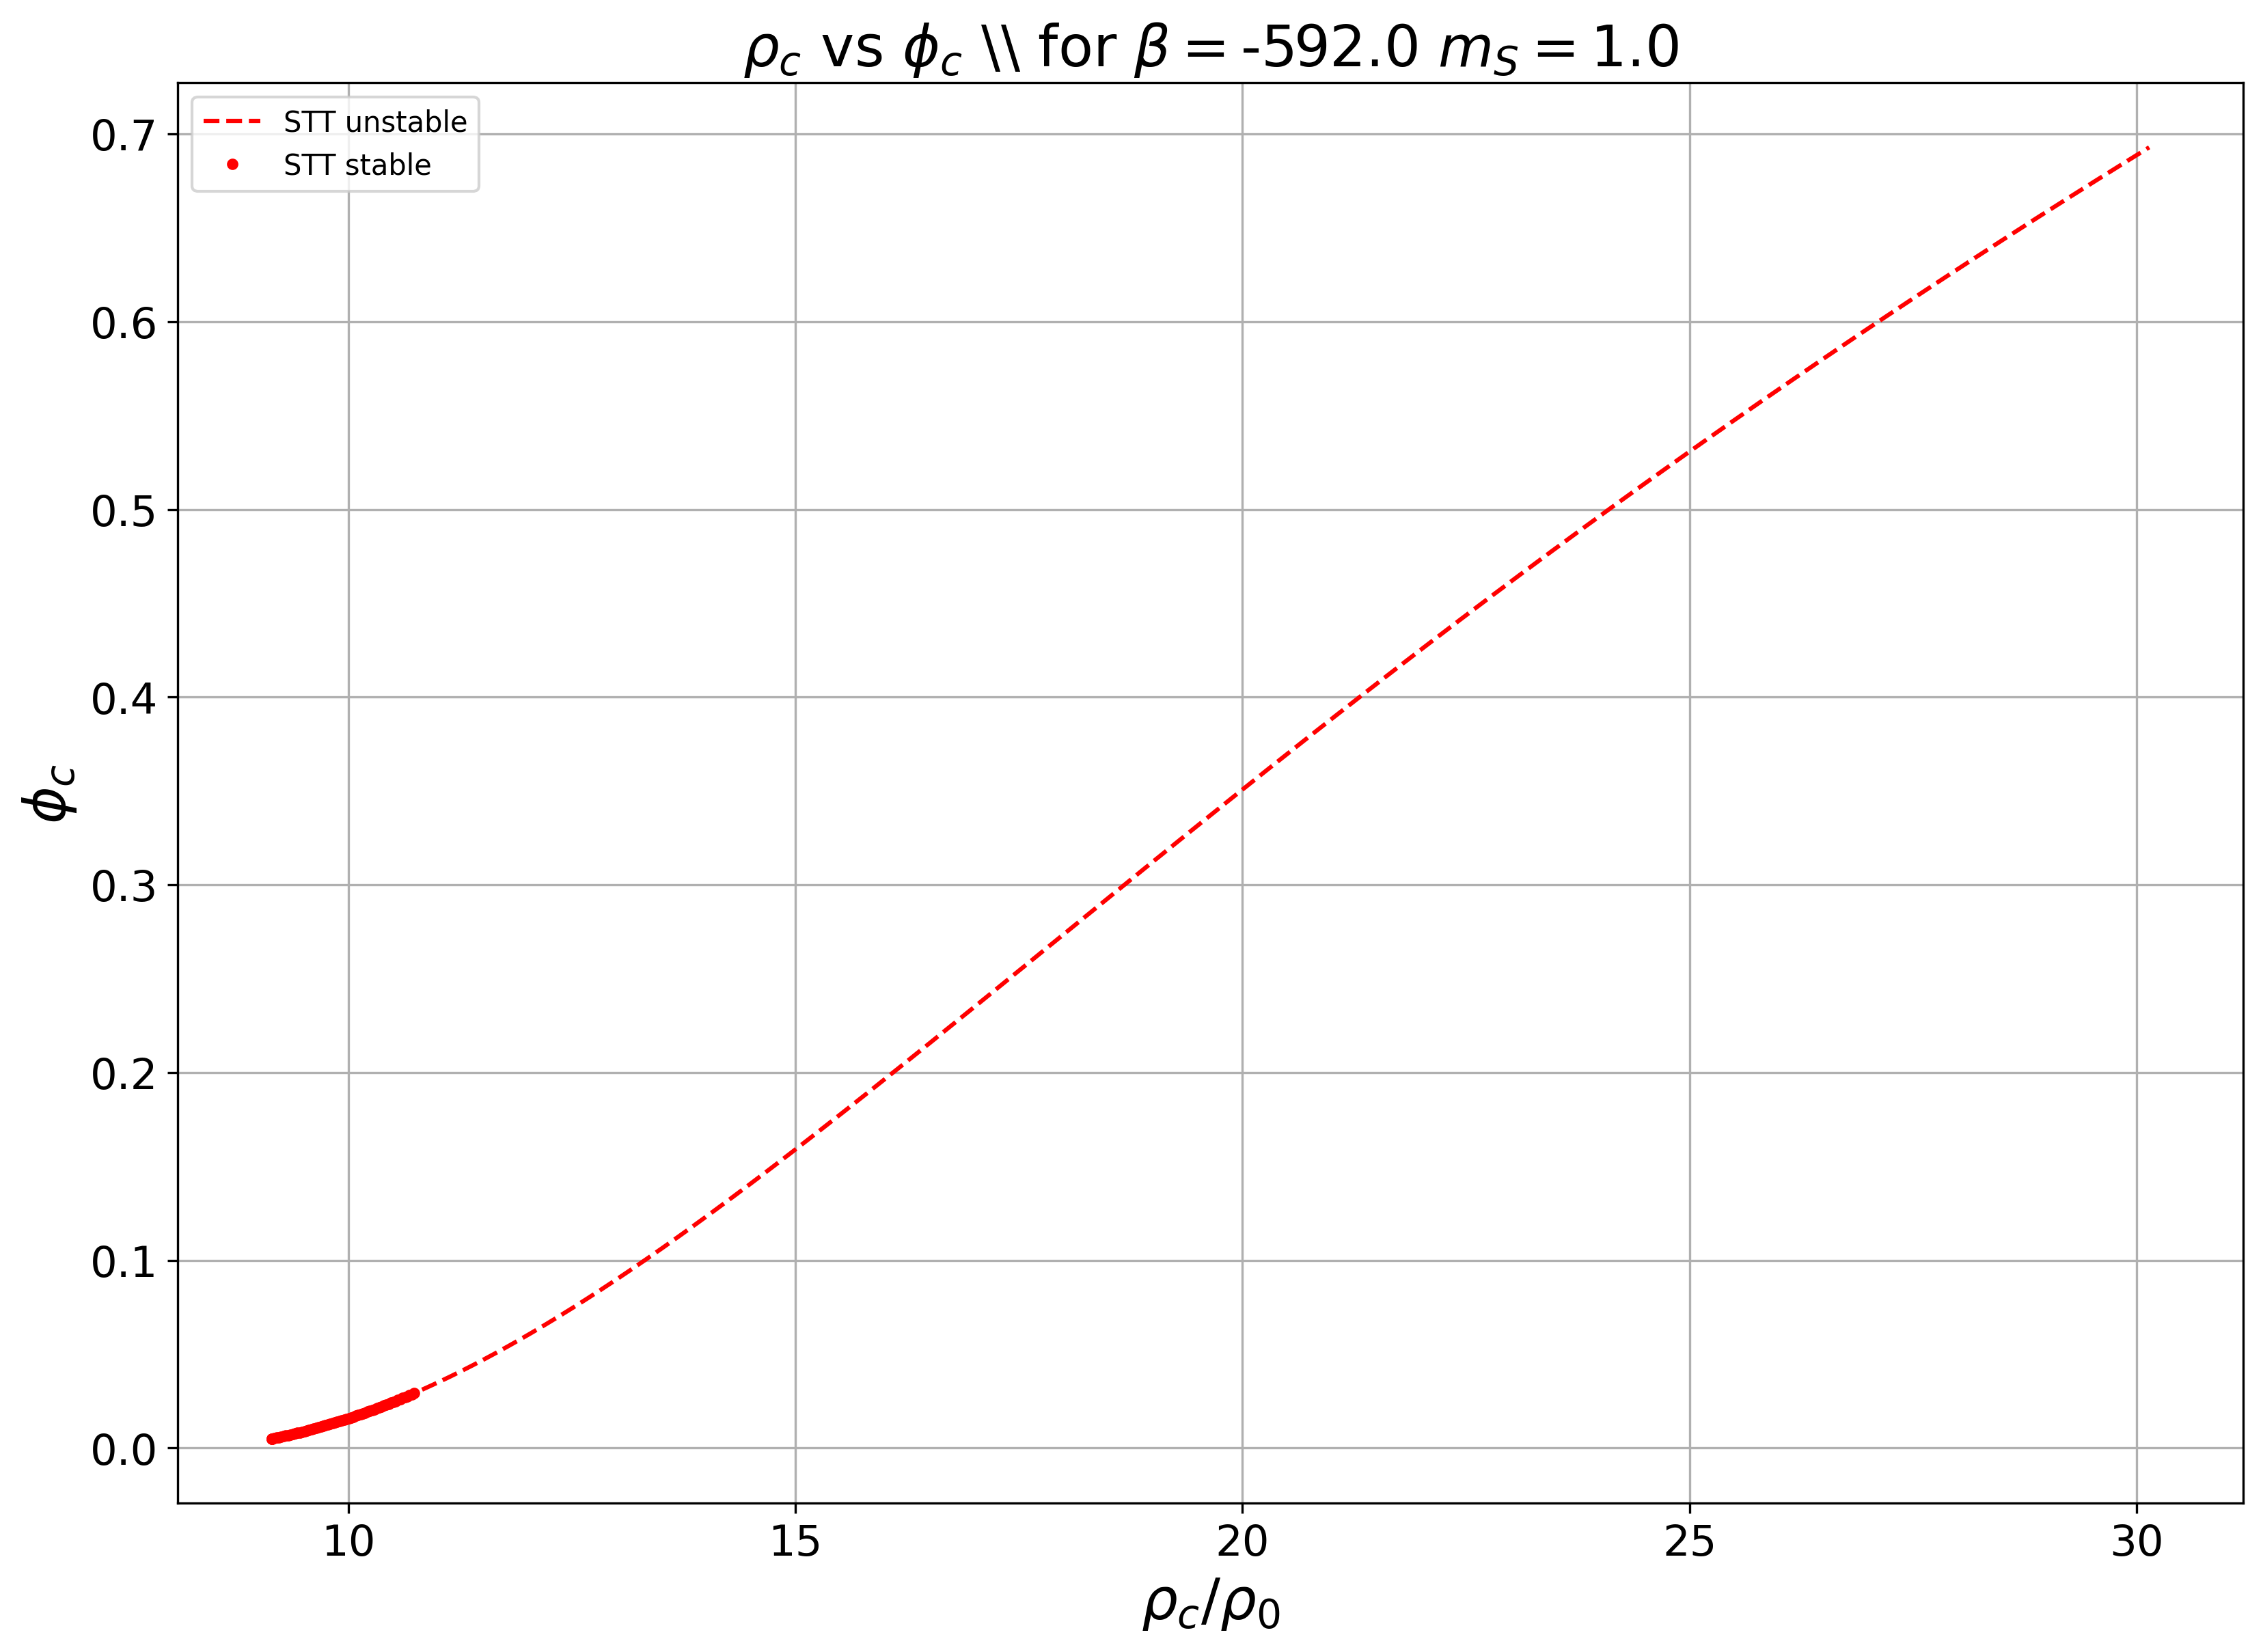 ρc vs ϕc \\ for β = -592.0 mS = 1.0
STT unstable
STT stable
0.7
0.6
0.5
0.4
0.3
0.2
0.1
0.0
ϕc
10 15 20 25 30
ρc/ρ0